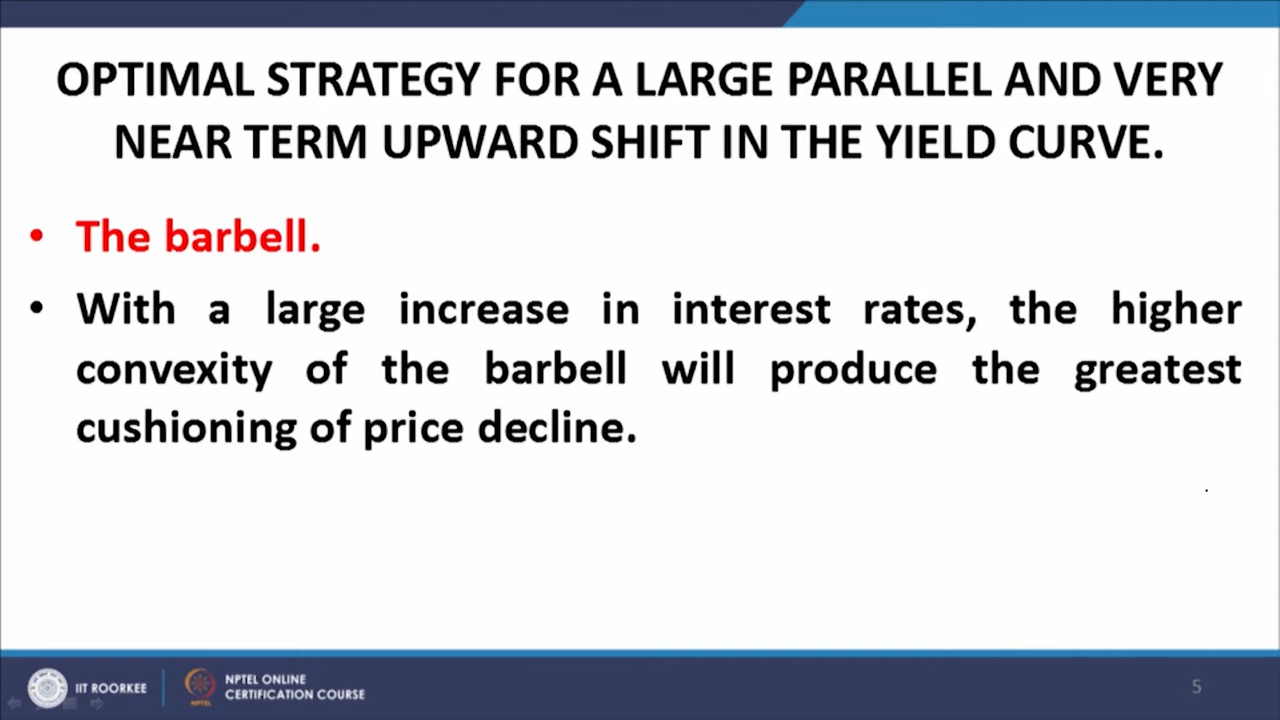 OPTIMAL STRATEGY FOR A LARGE PARALLEL AND VERY
NEAR TERM UPWARD SHIFT IN THE YIELD CURVE.
• The barbell.
• With a large increase in interest rates, the higher
convexity of the barbell will produce the greatest
cushioning of price decline.
IIT ROORKEE
NPTEL
NPTEL ONLINE
CERTIFICATION COURSE
5